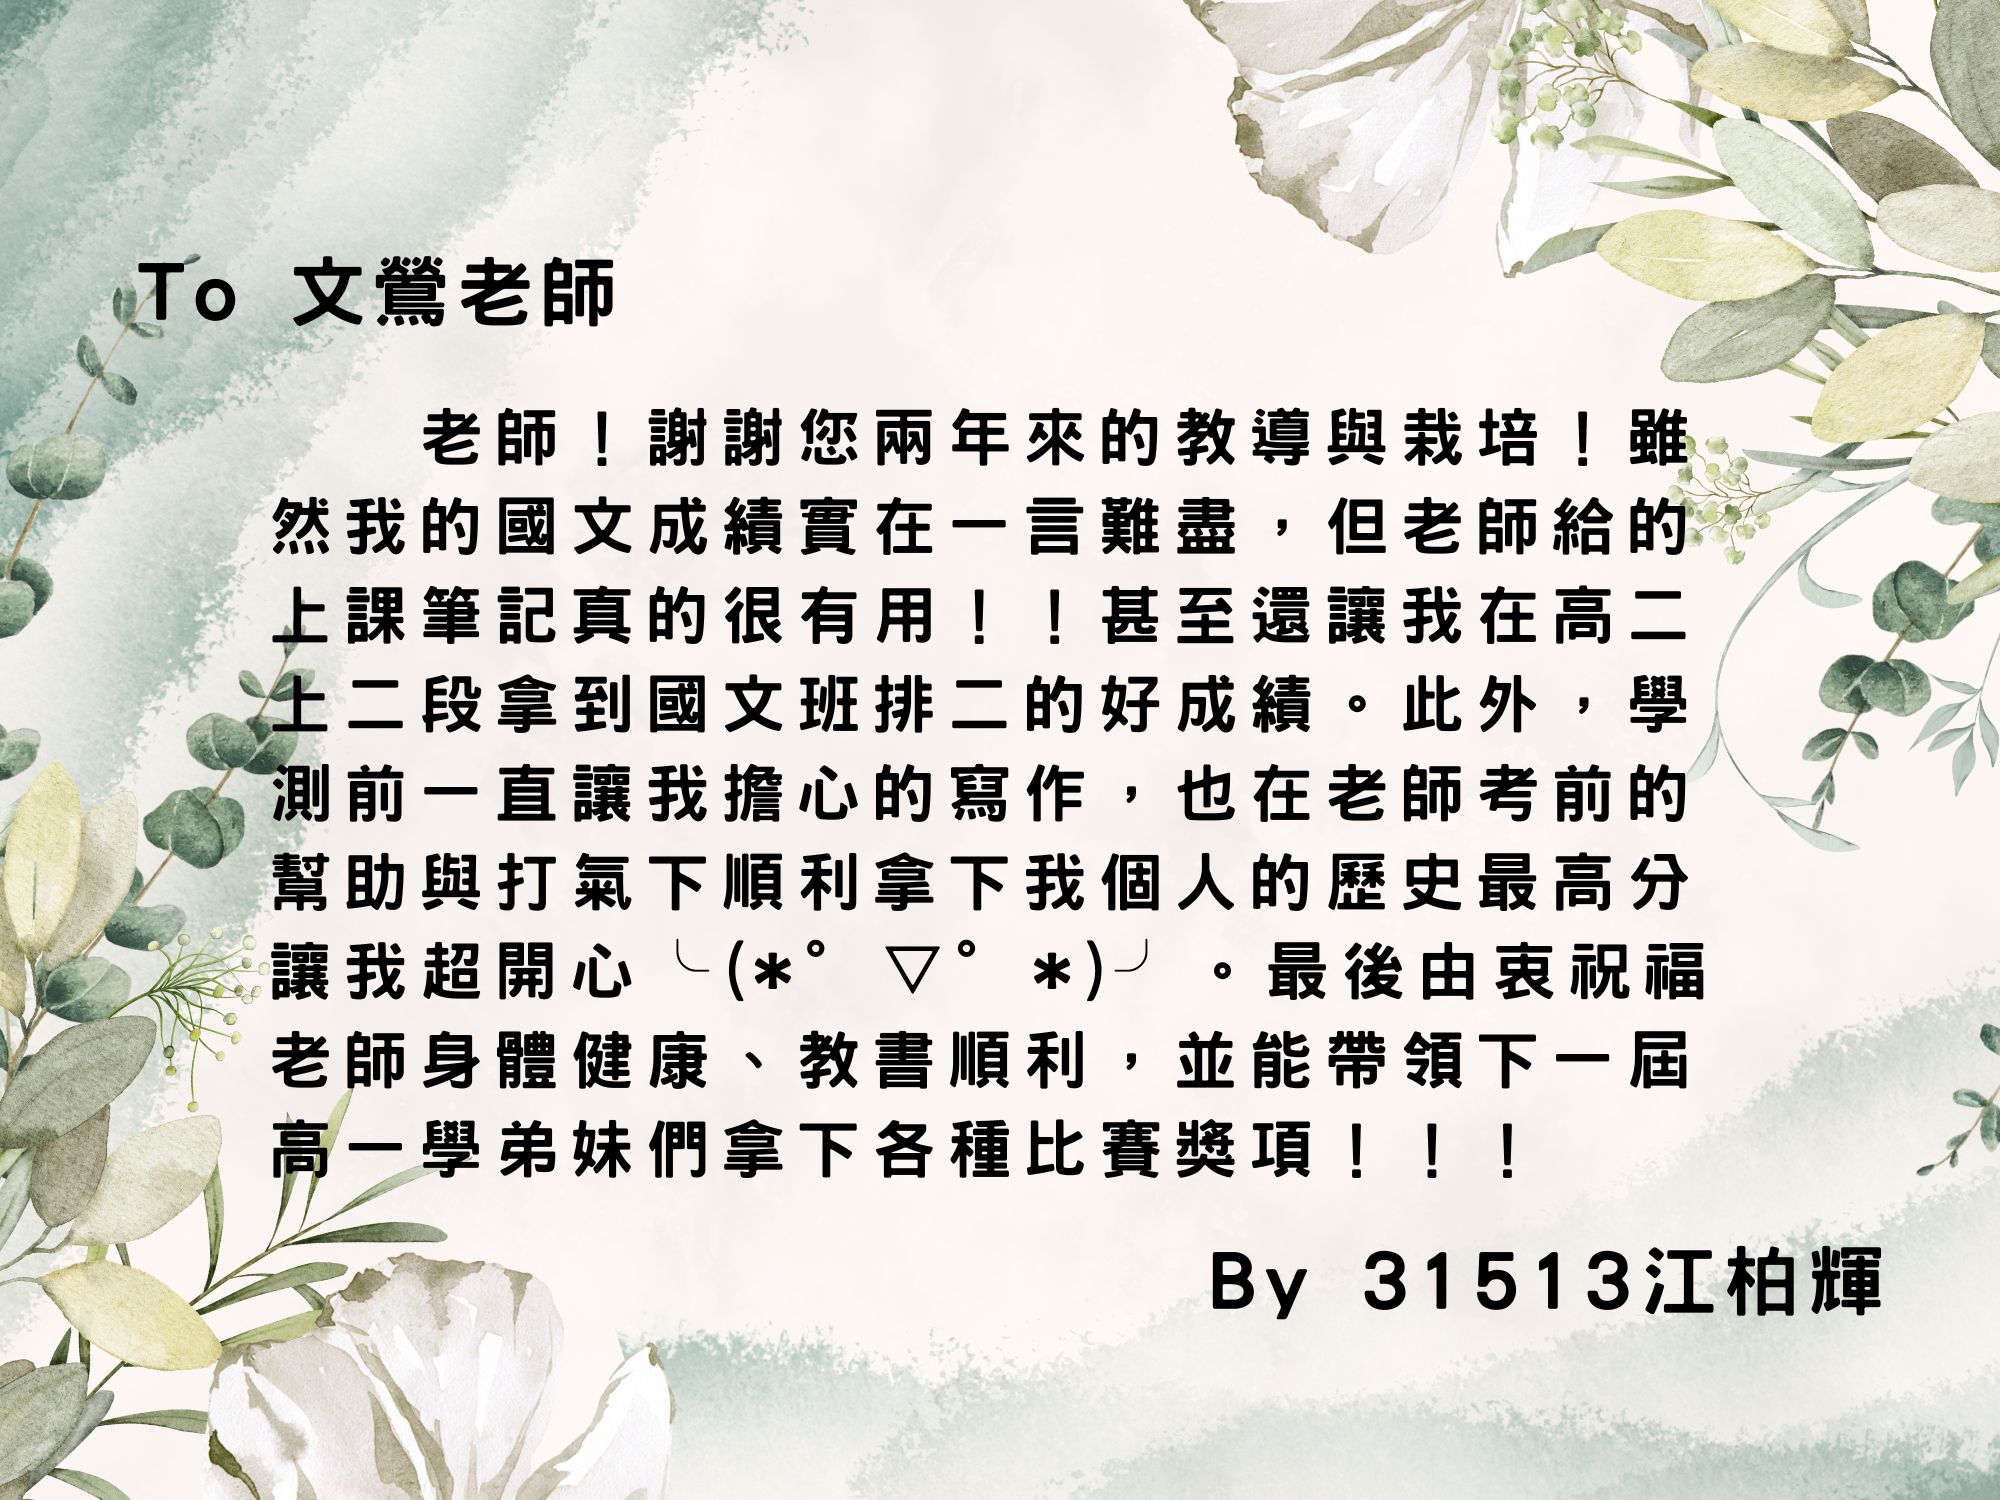 To 文鶯老師
老師！謝謝您兩年來的教導與栽培！雖
然我的國文成績實在一言難盡，但老師給的
上課筆記真的很有用！！甚至還讓我在高二
上二段拿到國文班排二的好成績。此外，學
測前一直讓我擔心的寫作，也在老師考前的
幫助與打氣下順利拿下我個人的歷史最高分
讓我超開心╰(*°▽°*)╯。最後由衷祝福
老師身體健康、教書順利，並能帶領下一屆
高一學弟妹們拿下各種比賽獎項！！！
By 31513江柏輝